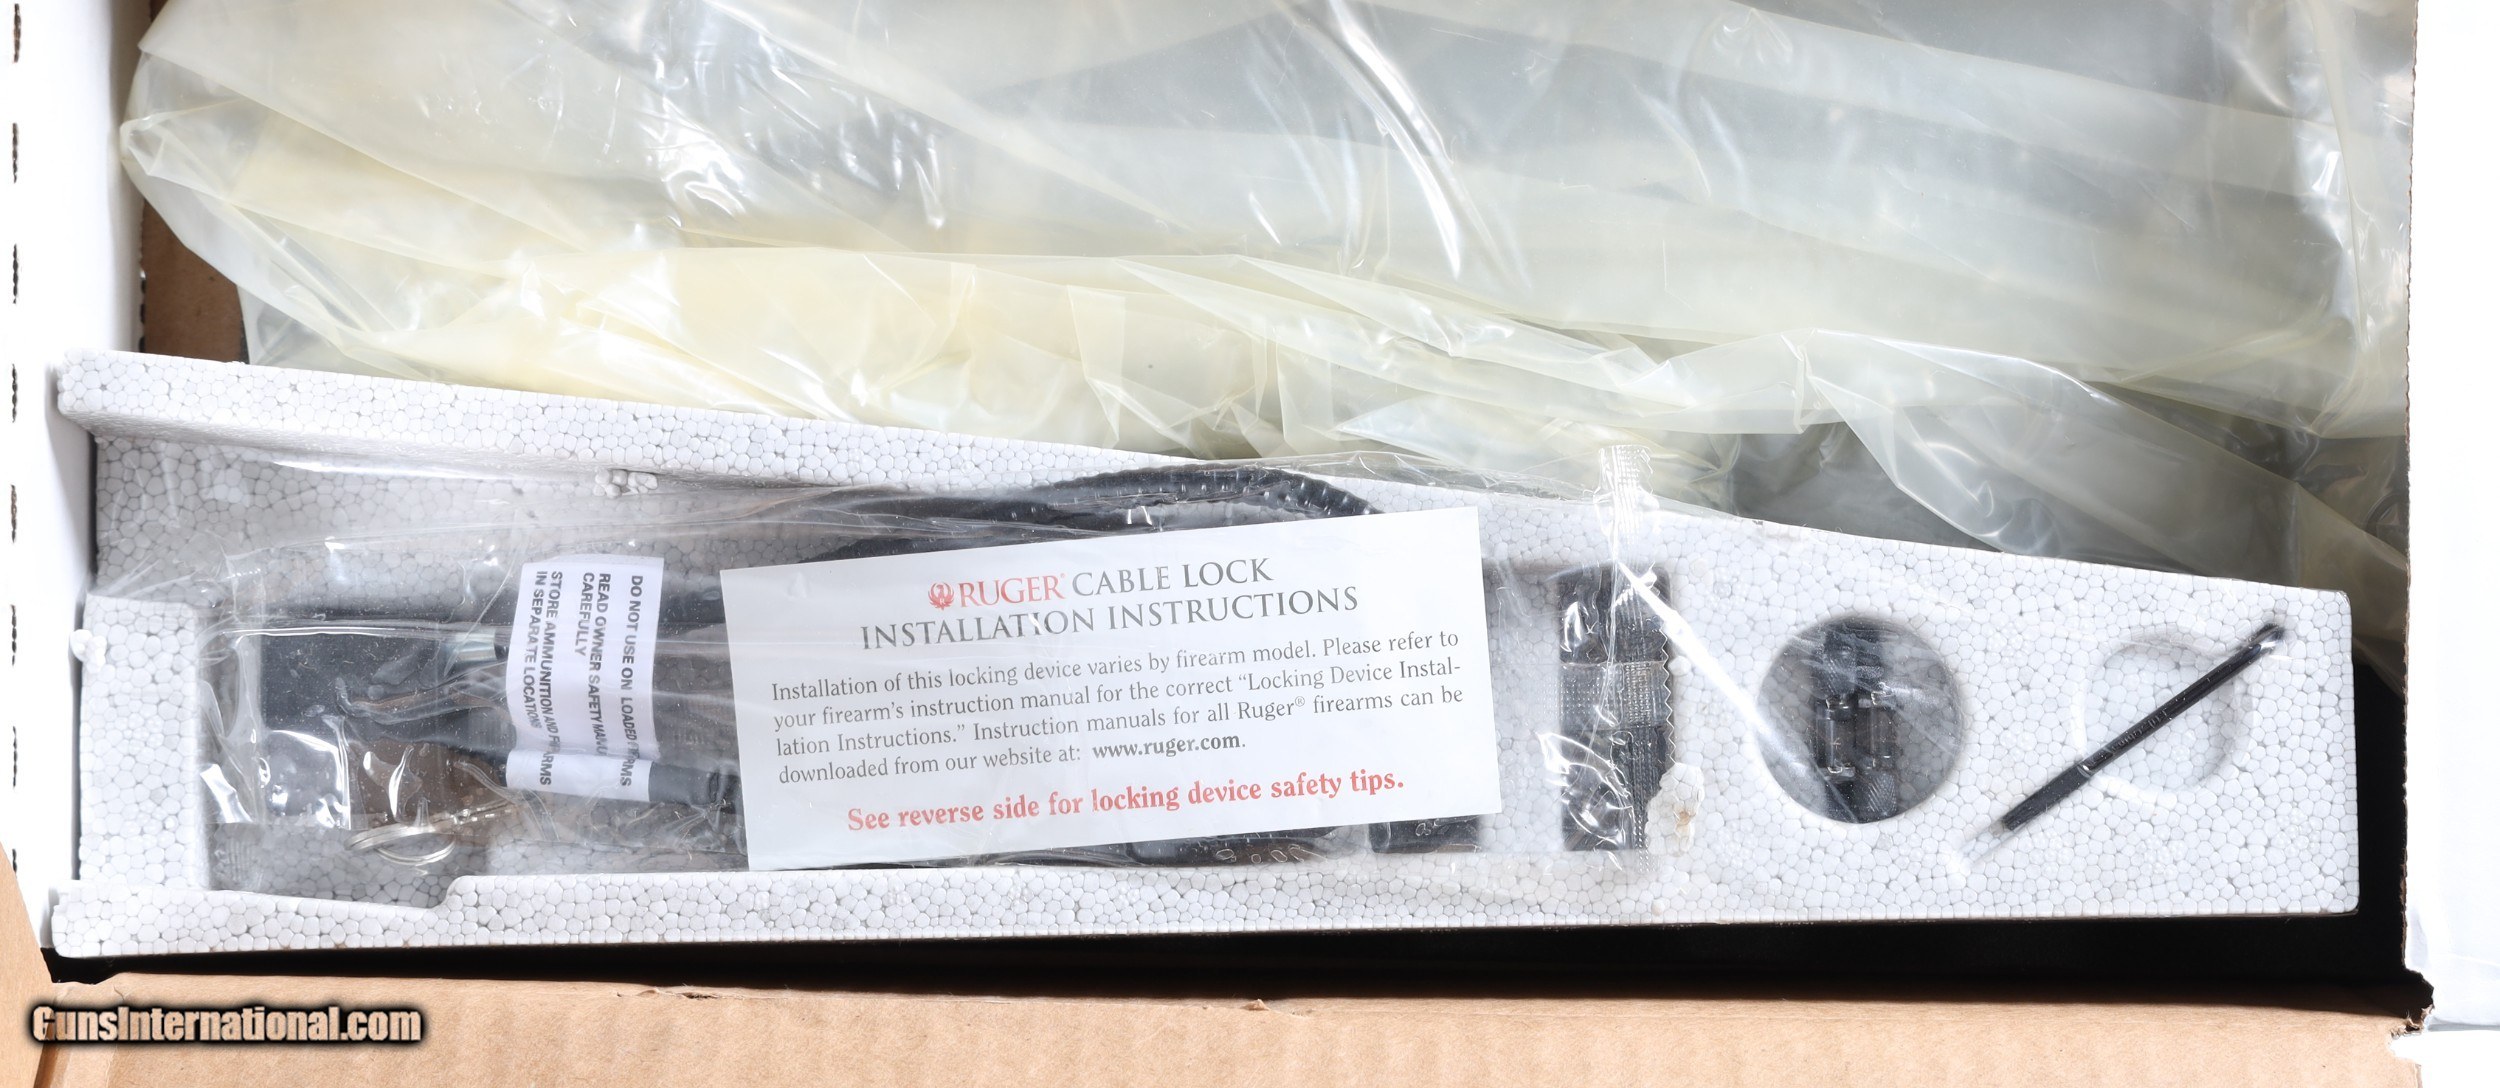 RUGER® CABLE LOCK
INSTALLATION INSTRUCTIONS
Installation of this locking device varies by firearm model. Please refer to
your firearm's instruction manual for the correct “Locking Device Instal-
lation Instructions.” Instruction manuals for all Ruger® firearms can be
downloaded from our website at: www.ruger.com.
See reverse side for locking device safety tips.
DO NOT USE ON LOADED FIREARMS
READ OWNER SAFETY MANU
CAREFULLY
STORE AMMUNITION AND FIREARMS
IN SEPARATE LOCATIONS
GunsInternational.com